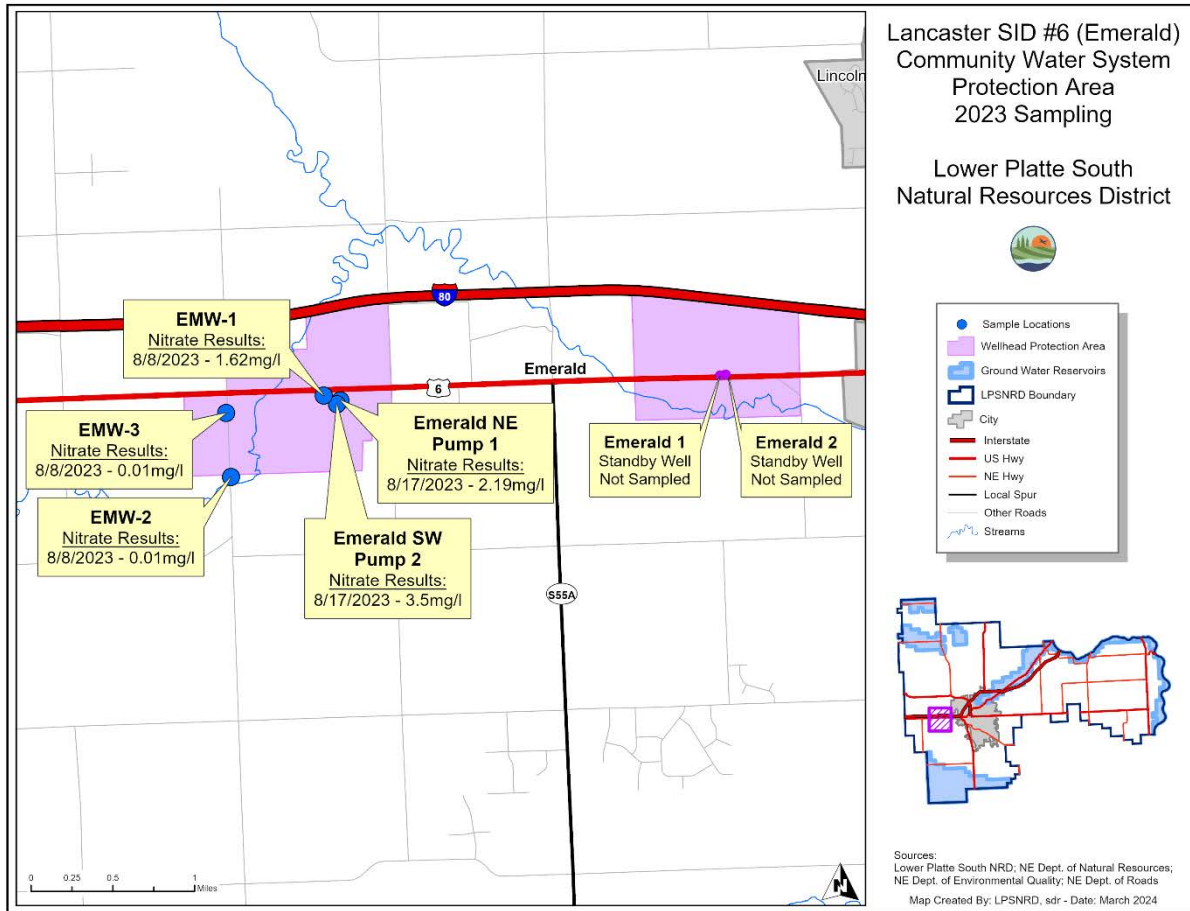 Lancaster SID #6 (Emerald)
Community Water System
Protection Area
2023 Sampling
Lower Platte South
Natural Resources District
Lincoln
80
EMW-1
Nitrate Results:
8/8/2023 - 1.62mg/l
Emerald
6
EMW-3
Nitrate Results:
8/8/2023 - 0.01mg/l
Emerald NE
Pump 1
Nitrate Results:
8/17/2023 - 2.19mg/l
Emerald 1
Standby Well
Not Sampled
Emerald 2
Standby Well
Not Sampled
EMW-2
Nitrate Results:
8/8/2023 - 0.01mg/l
Emerald SW
Pump 2
Nitrate Results:
8/17/2023 - 3.5mg/l
S55A
Sample Locations
Wellhead Protection Area
Ground Water Reservoirs
LPSNRD Boundary
City
Interstate
US Hwy
NE Hwy
Local Spur
Other Roads
Streams
0 0.25 0.5 1
Miles
N
Sources:
Lower Platte South NRD; NE Dept. of Natural Resources;
NE Dept. of Environmental Quality; NE Dept. of Roads
Map Created By: LPSNRD, sdr - Date: March 2024